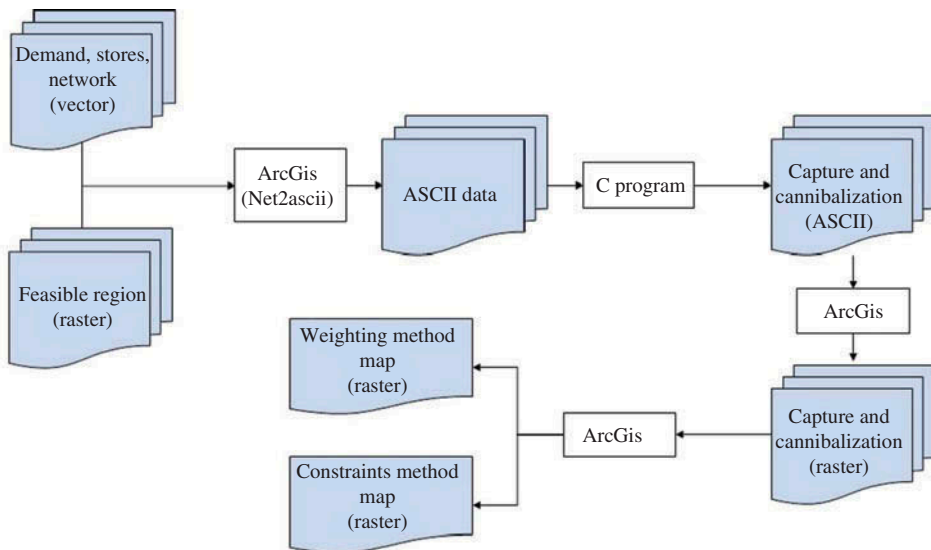 Demand, stores,
network
(vector)
Feasible region
(raster)
ArcGis
(Net2ascii)
ASCII data
C program
Capture and
cannibalization
(ASCII)
ArcGis
Capture and
cannibalization
(raster)
ArcGis
Weighting method
map
(raster)
Constraints method
map
(raster)